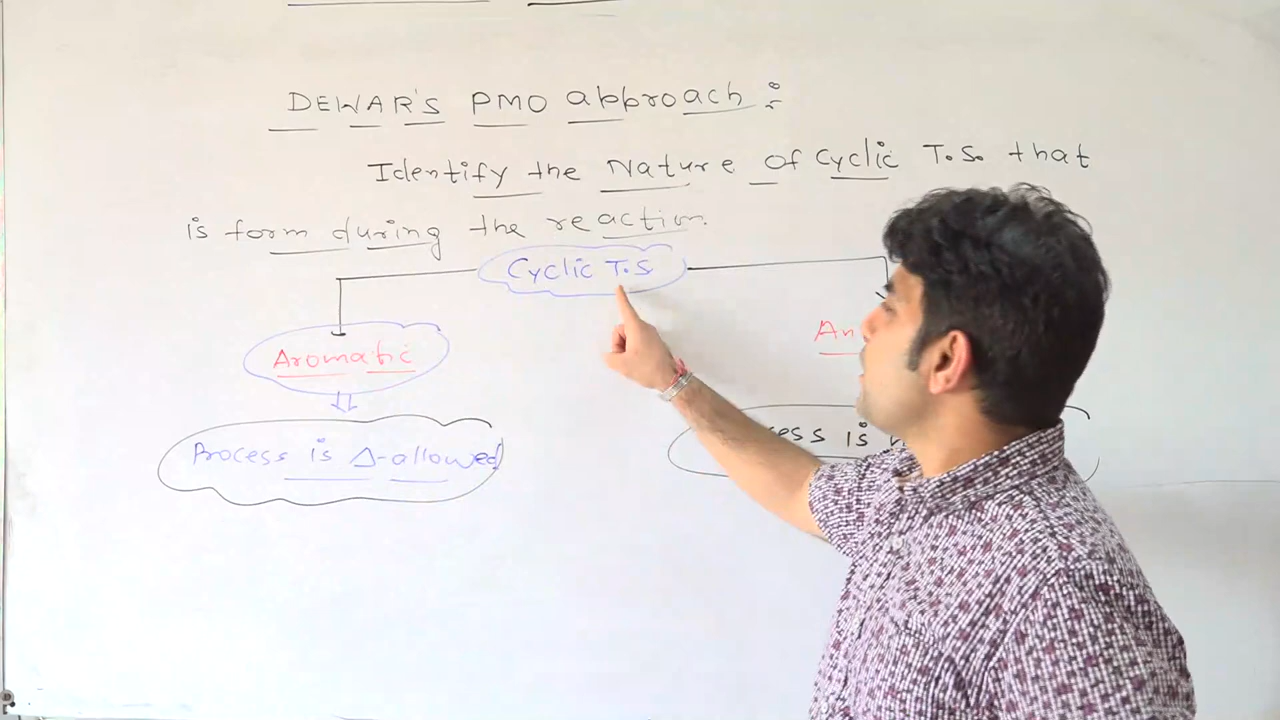 DEWAR'S PMO approach :
Identify the Nature of Cyclic T.S. that
is form during the reaction.
Cyclic T.S
Aromatic
Process is Δ-allowed
is